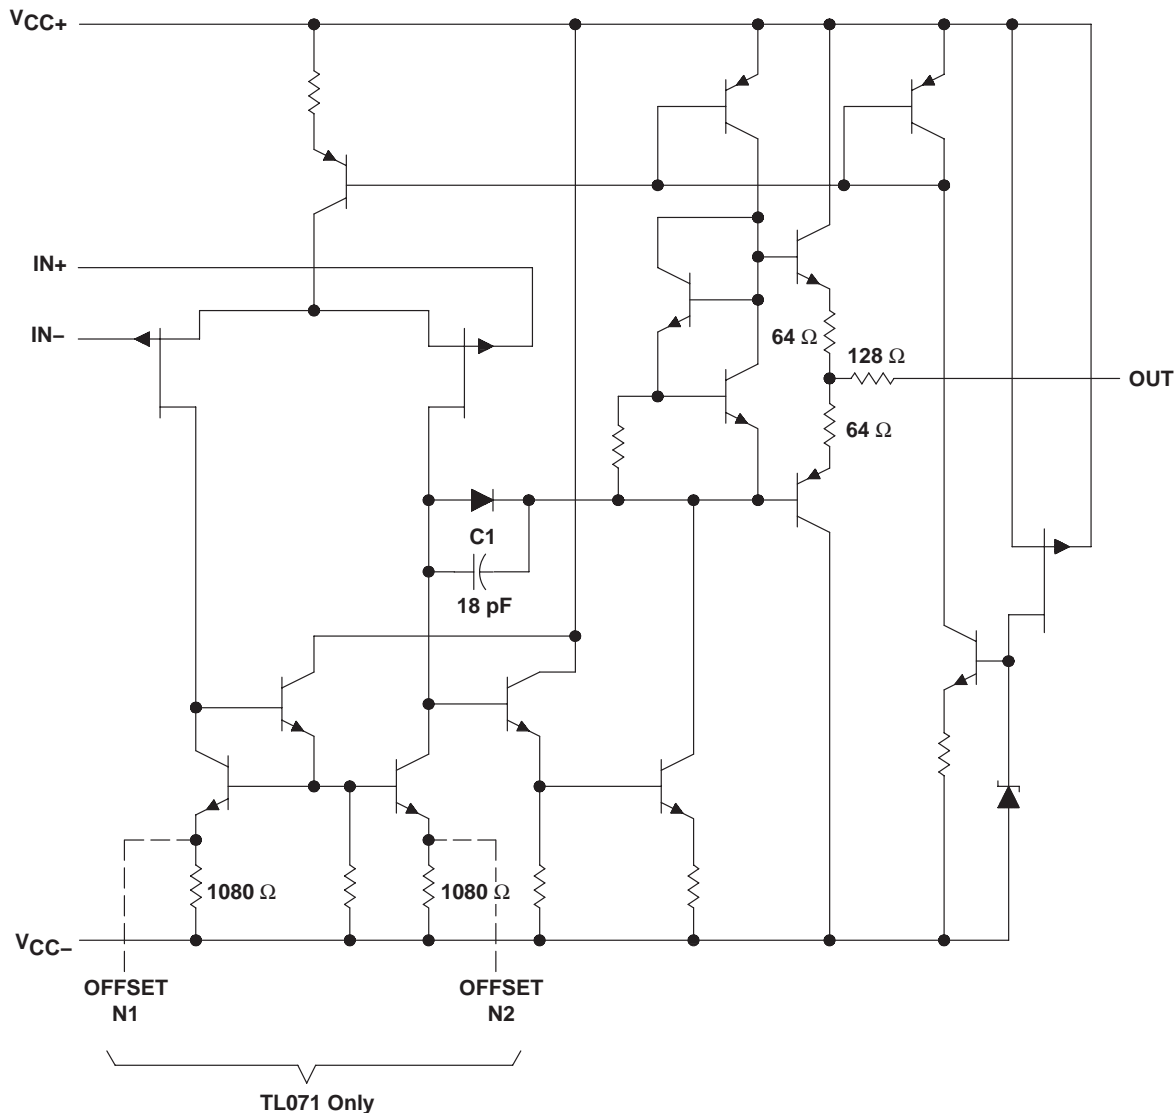 VCC+
IN+
IN−
64 Ω
128 Ω
OUT
64 Ω
C1
18 pF
1080 Ω
1080 Ω
VCC−
OFFSET
N1
OFFSET
N2
TL071 Only